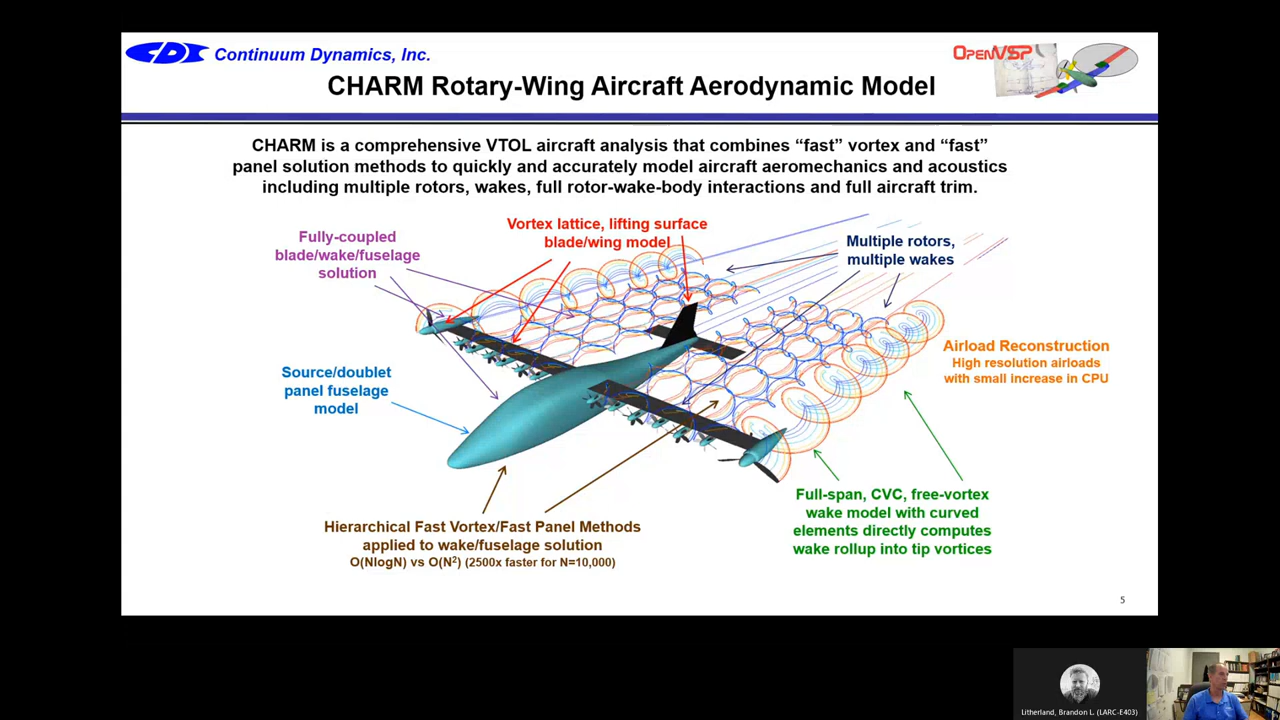 CDI Continuum Dynamics, Inc.
OPENVSP
CHARM Rotary-Wing Aircraft Aerodynamic Model
CHARM is a comprehensive VTOL aircraft analysis that combines “fast” vortex and “fast”
panel solution methods to quickly and accurately model aircraft aeromechanics and acoustics
including multiple rotors, wakes, full rotor-wake-body interactions and full aircraft trim.
Fully-coupled
blade/wake/fuselage
solution
Vortex lattice, lifting surface
blade/wing model
Multiple rotors,
multiple wakes
Airload Reconstruction
High resolution airloads
with small increase in CPU
Source/doublet
panel fuselage
model
Hierarchical Fast Vortex/Fast Panel Methods
applied to wake/fuselage solution
O(NlogN) vs O(N²) (2500x faster for N=10,000)
Full-span, CVC, free-vortex
wake model with curved
elements directly computes
wake rollup into tip vortices
5
Litherland, Brandon L. (LARC-E403)